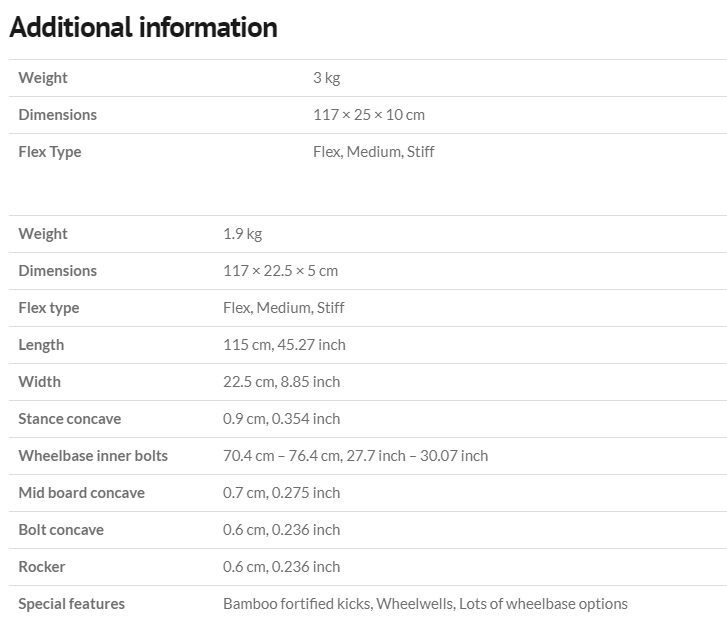 Additional information
Weight 3 kg
Dimensions 117 × 25 × 10 cm
Flex Type Flex, Medium, Stiff
Weight 1.9 kg
Dimensions 117 × 22.5 × 5 cm
Flex type Flex, Medium, Stiff
Length 115 cm, 45.27 inch
Width 22.5 cm, 8.85 inch
Stance concave 0.9 cm, 0.354 inch
Wheelbase inner bolts 70.4 cm – 76.4 cm, 27.7 inch – 30.07 inch
Mid board concave 0.7 cm, 0.275 inch
Bolt concave 0.6 cm, 0.236 inch
Rocker 0.6 cm, 0.236 inch
Special features Bamboo fortified kicks, Wheelwells, Lots of wheelbase options